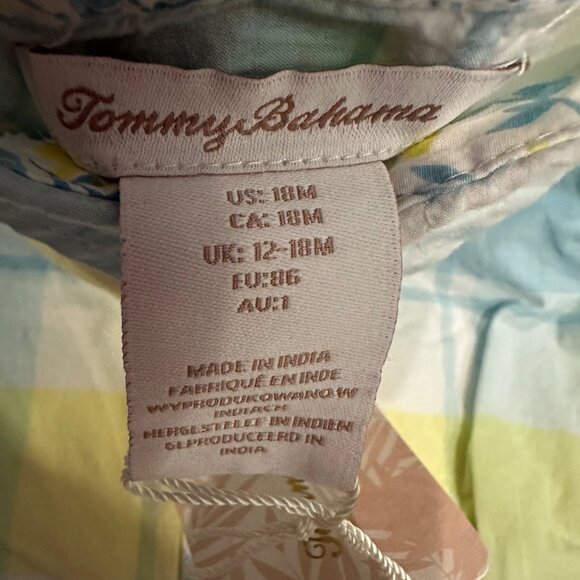 Tommy Bahama
US: 18M
CA: 18M
UK: 12-18M
EU:86
AU:1
MADE IN INDIA
FABRIQUÉ EN INDE
WYPRODUKOWANO W
INDIACH
HERGESTELLT IN INDIEN
GEPRODUCEERD IN
INDIA